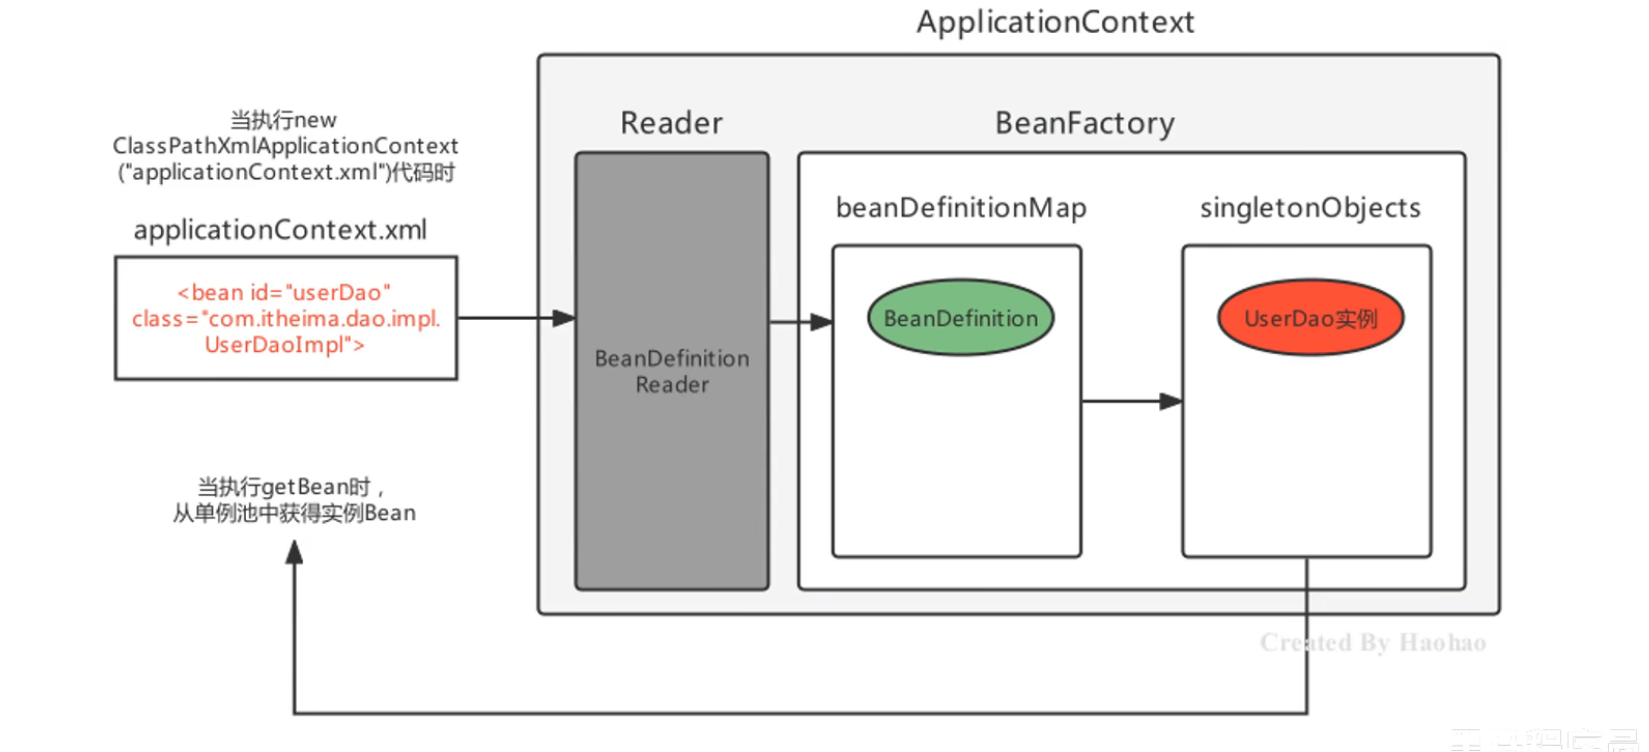 ApplicationContext
当执行new
ClassPathXmlApplicationContext
("applicationContext.xml")代码时
applicationContext.xml
<bean id="userDao"
class="com.itheima.dao.impl.
UserDaoImpl">
Reader
BeanDefinition
Reader
BeanFactory
beanDefinitionMap
BeanDefinition
singletonObjects
UserDao实例
当执行getBean时，
从单例池中获得实例Bean
Created By Haohao